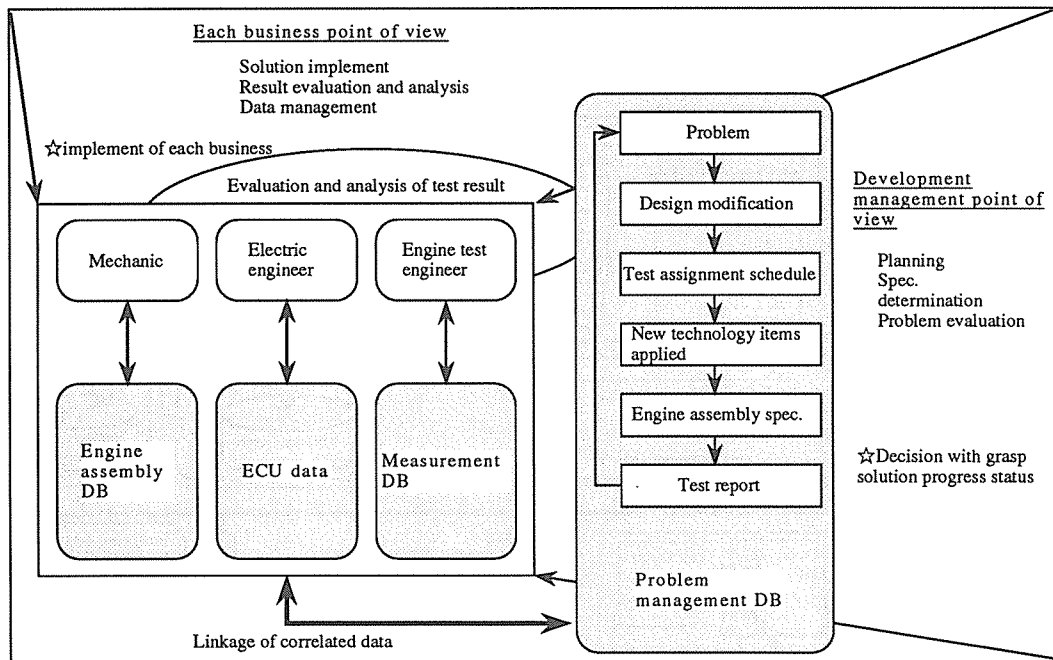 Each business point of view
Solution implement
Result evaluation and analysis
Data management
☆implement of each business
Evaluation and analysis of test result
Mechanic
Electric
engineer
Engine test
engineer
Engine
assembly
DB
ECU data
Measurement
DB
Linkage of correlated data
Problem
Design modification
Test assignment schedule
New technology items
applied
Engine assembly spec.
Test report
Problem
management DB
Development
management point of
view
Planning
Spec.
determination
Problem evaluation
☆Decision with grasp
solution progress status